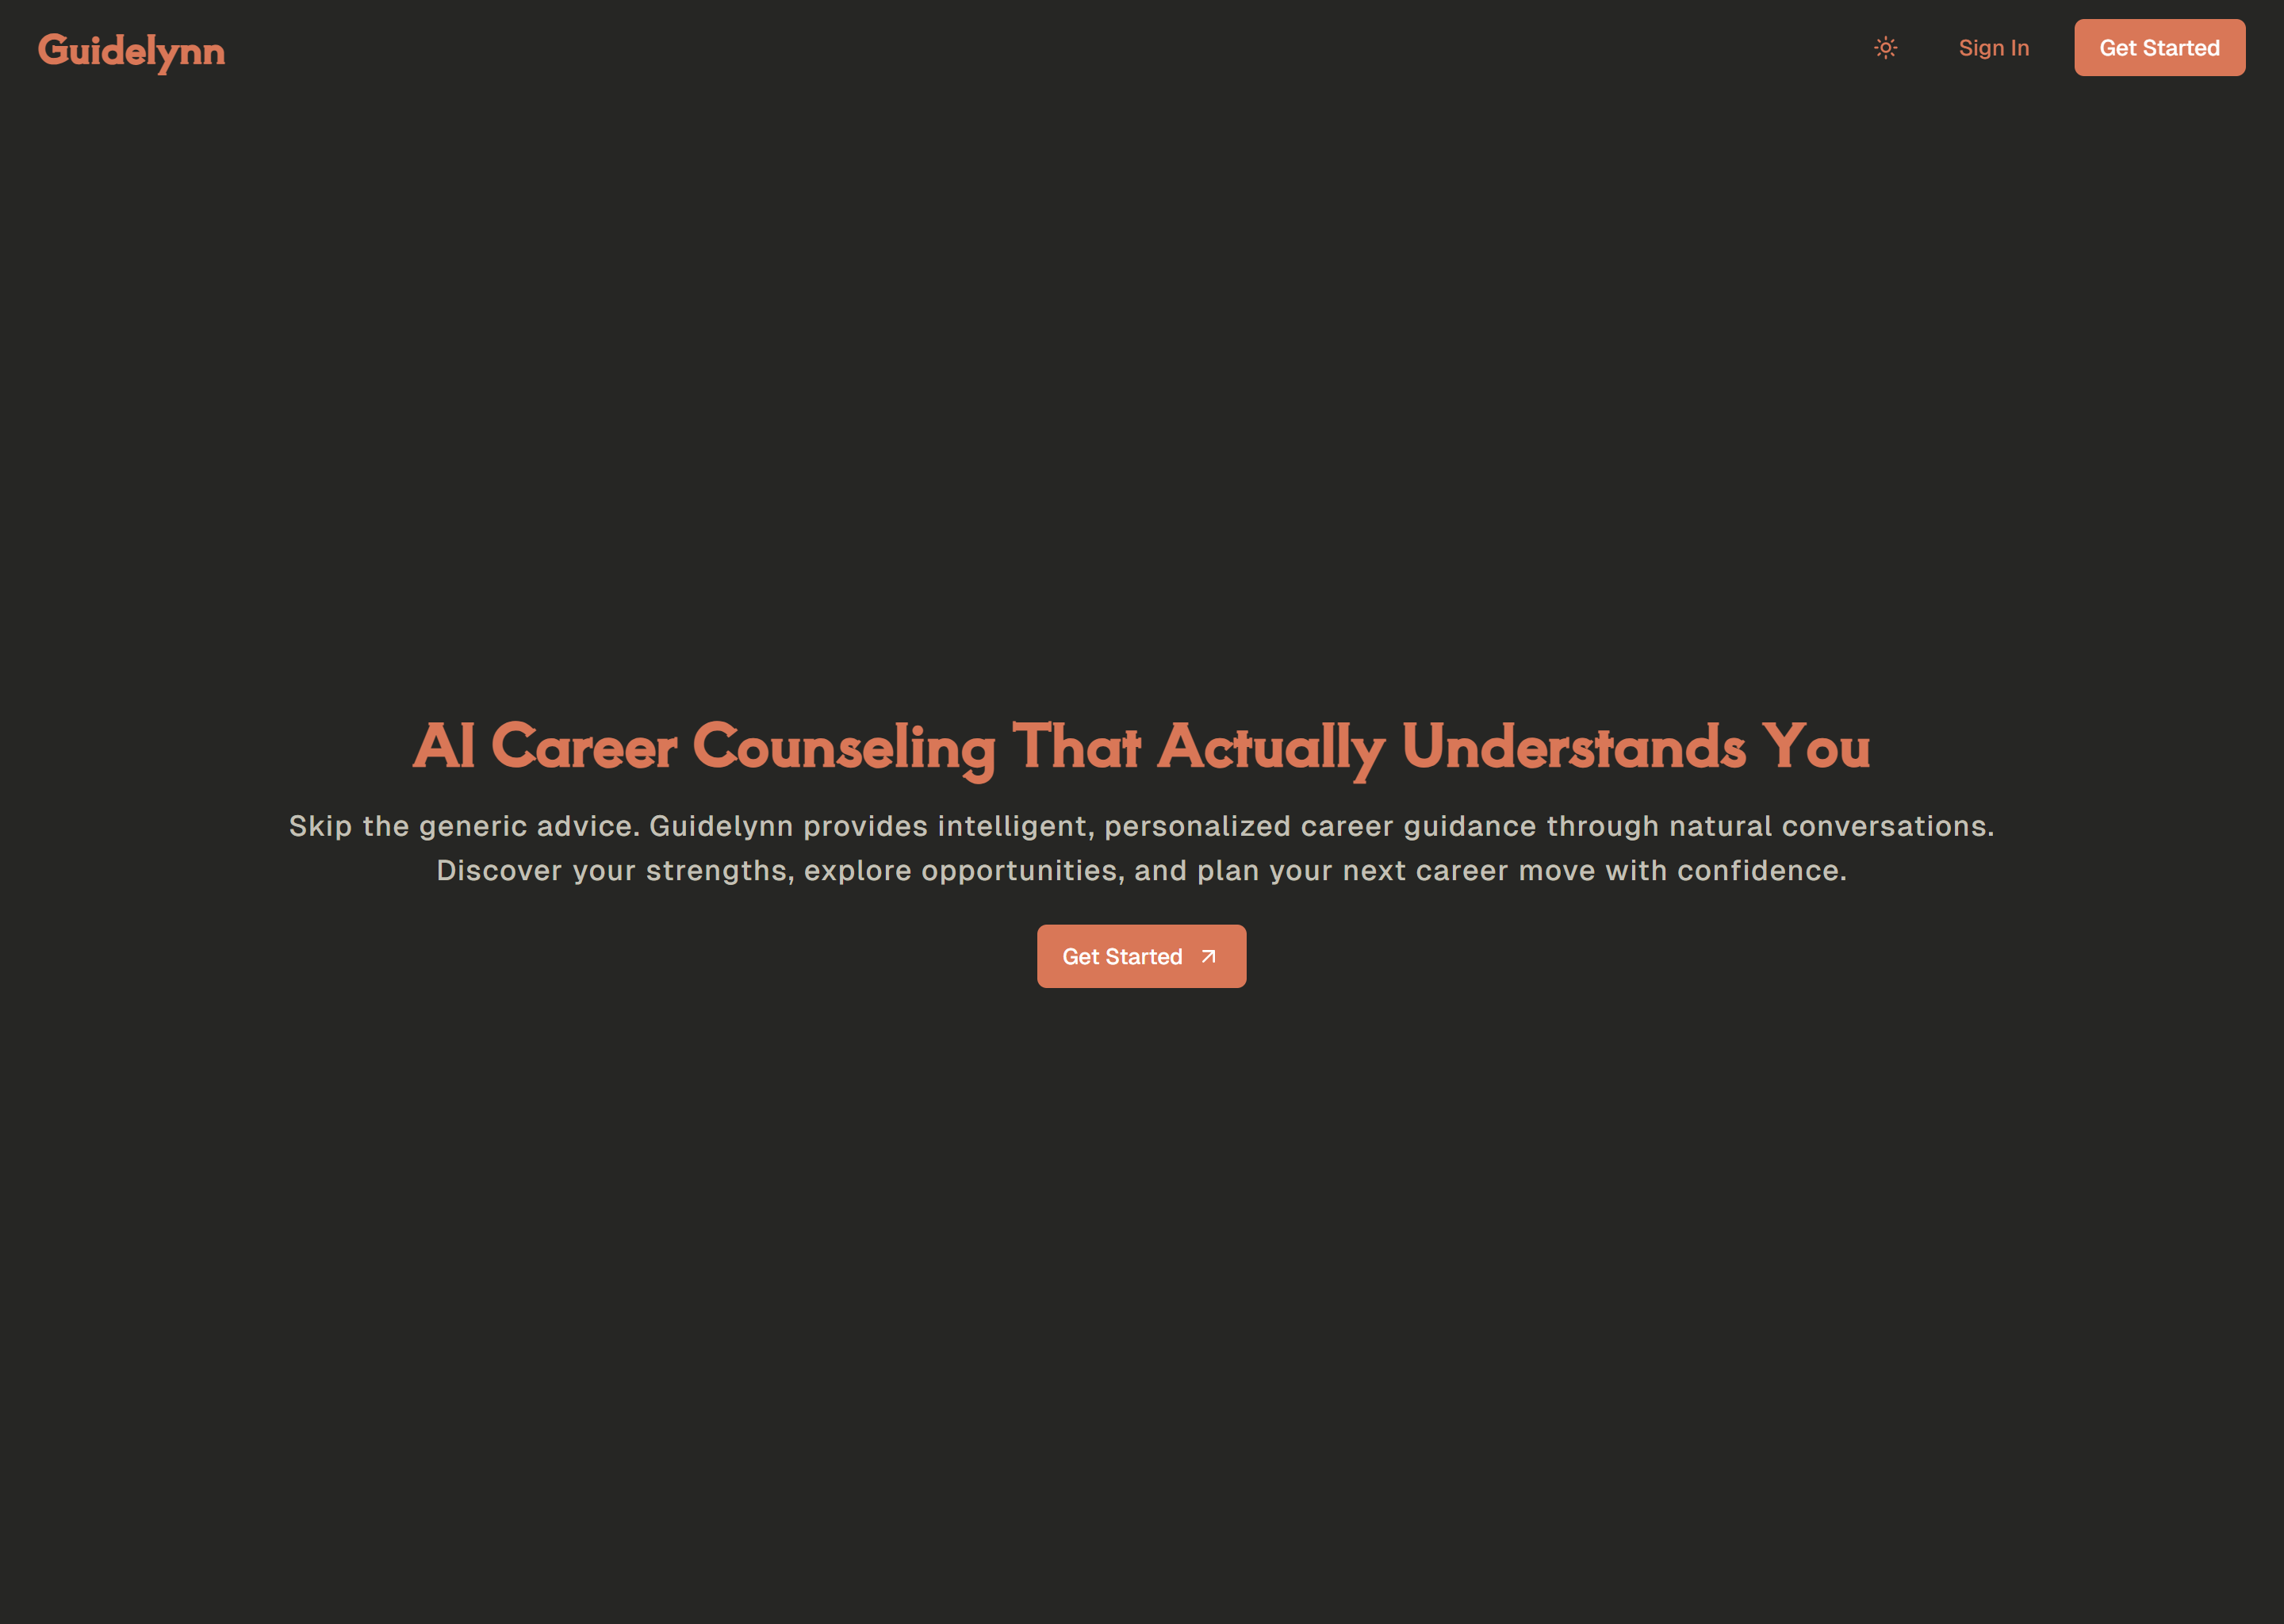 Guidelynn
Sign In
Get Started
AI Career Counseling That Actually Understands You
Skip the generic advice. Guidelynn provides intelligent, personalized career guidance through natural conversations.
Discover your strengths, explore opportunities, and plan your next career move with confidence.
Get Started